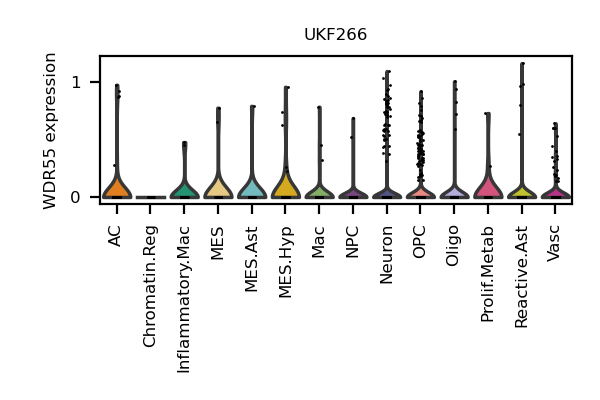 UKF266
WDR55 expression
1
0
AC
Chromatin.Reg
Inflammatory.Mac
MES
MES.Ast
MES.Hyp
Mac
NPC
Neuron
OPC
Oligo
Prolif.Metab
Reactive.Ast
Vasc